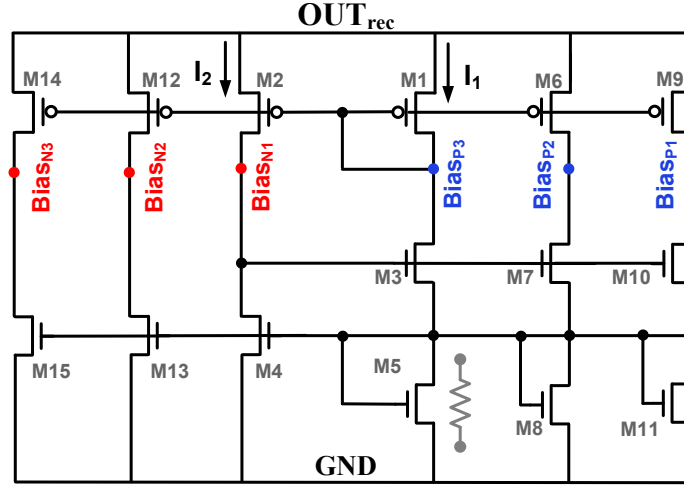 OUTrec
M14
M12
I2
M2
M1
I1
M6
M9
BiasN3
BiasN2
BiasN1
BiasP3
BiasP2
BiasP1
M3
M7
M10
M15
M13
M4
M5
M8
M11
GND